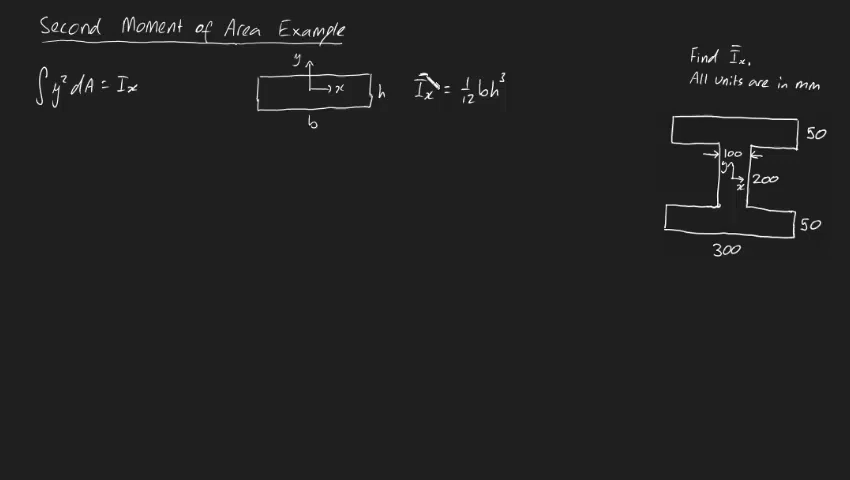 Second Moment of Area Example
∫y²dA = Ix
y
x
h
b
Īx = 1/12 bh³
Find Īx.
All units are in mm
50
100
y
x
200
50
300